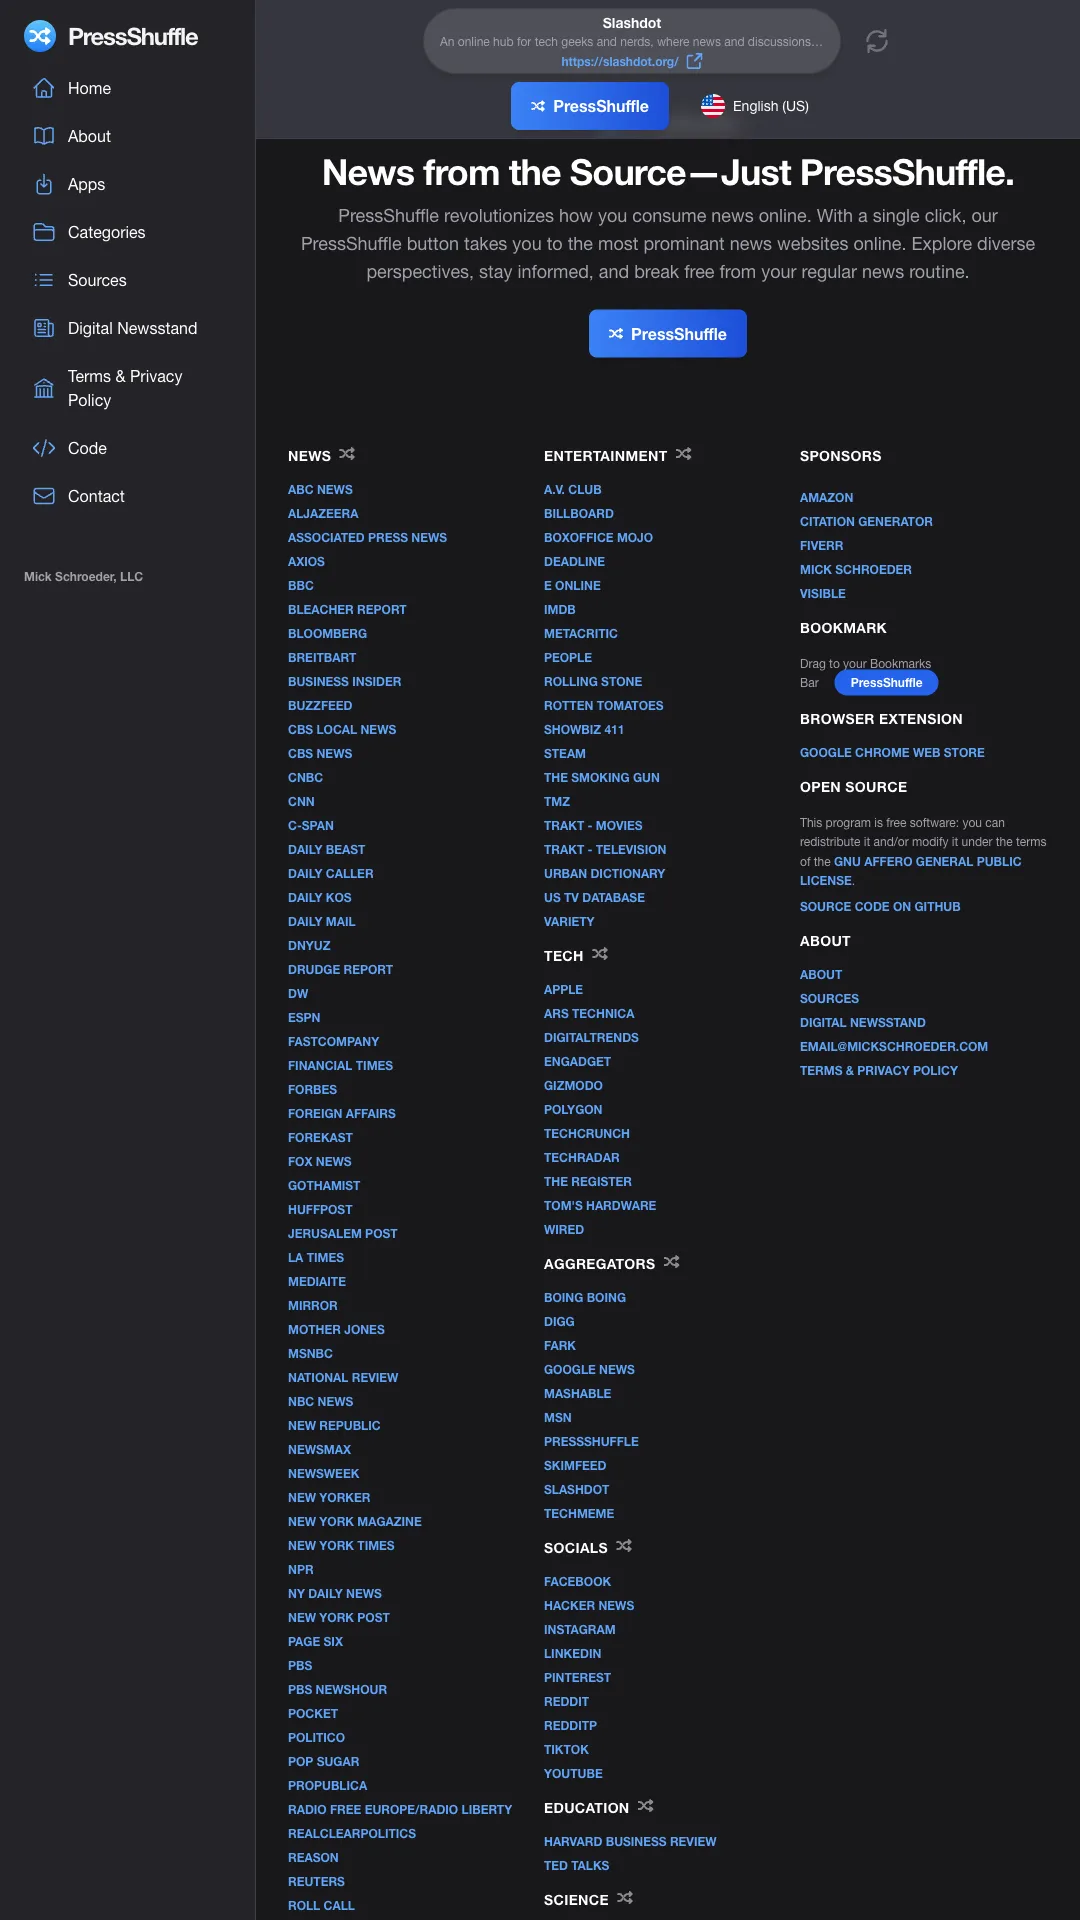 PressShuffle
Home
About
Apps
Categories
Sources
Digital Newsstand
Terms & Privacy
Policy
Code
Contact
Mick Schroeder, LLC
Slashdot
An online hub for tech geeks and nerds, where news and discussions...
https://slashdot.org/
PressShuffle
English (US)
News from the Source—Just PressShuffle.
PressShuffle revolutionizes how you consume news online. With a single click, our
PressShuffle button takes you to the most prominant news websites online. Explore diverse
perspectives, stay informed, and break free from your regular news routine.
PressShuffle
NEWS
ABC NEWS
ALJAZEERA
ASSOCIATED PRESS NEWS
AXIOS
BBC
BLEACHER REPORT
BLOOMBERG
BREITBART
BUSINESS INSIDER
BUZZFEED
CBS LOCAL NEWS
CBS NEWS
CNBC
CNN
C-SPAN
DAILY BEAST
DAILY CALLER
DAILY KOS
DAILY MAIL
DNYUZ
DRUDGE REPORT
DW
ESPN
FASTCOMPANY
FINANCIAL TIMES
FORBES
FOREIGN AFFAIRS
FOREKAST
FOX NEWS
GOTHAMIST
HUFFPOST
JERUSALEM POST
LA TIMES
MEDIAITE
MIRROR
MOTHER JONES
MSNBC
NATIONAL REVIEW
NBC NEWS
NEW REPUBLIC
NEWSMAX
NEWSWEEK
NEW YORKER
NEW YORK MAGAZINE
NEW YORK TIMES
NPR
NY DAILY NEWS
NEW YORK POST
PAGE SIX
PBS
PBS NEWSHOUR
POCKET
POLITICO
POP SUGAR
PROPUBLICA
RADIO FREE EUROPE/RADIO LIBERTY
REALCLEARPOLITICS
REASON
REUTERS
ROLL CALL
ENTERTAINMENT
A.V. CLUB
BILLBOARD
BOXOFFICE MOJO
DEADLINE
E ONLINE
IMDB
METACRITIC
PEOPLE
ROLLING STONE
ROTTEN TOMATOES
SHOWBIZ 411
STEAM
THE SMOKING GUN
TMZ
TRAKT - MOVIES
TRAKT - TELEVISION
URBAN DICTIONARY
US TV DATABASE
VARIETY
TECH
APPLE
ARS TECHNICA
DIGITALTRENDS
ENGADGET
GIZMODO
POLYGON
TECHCRUNCH
TECHRADAR
THE REGISTER
TOM'S HARDWARE
WIRED
AGGREGATORS
BOING BOING
DIGG
FARK
GOOGLE NEWS
MASHABLE
MSN
PRESSSHUFFLE
SKIMFEED
SLASHDOT
TECHMEME
SOCIALS
FACEBOOK
HACKER NEWS
INSTAGRAM
LINKEDIN
PINTEREST
REDDIT
REDDITP
TIKTOK
YOUTUBE
EDUCATION
HARVARD BUSINESS REVIEW
TED TALKS
SCIENCE
SPONSORS
AMAZON
CITATION GENERATOR
FIVERR
MICK SCHROEDER
VISIBLE
BOOKMARK
Drag to your Bookmarks
Bar PressShuffle
BROWSER EXTENSION
GOOGLE CHROME WEB STORE
OPEN SOURCE
This program is free software: you can
redistribute it and/or modify it under the terms
of the GNU AFFERO GENERAL PUBLIC
LICENSE.
SOURCE CODE ON GITHUB
ABOUT
ABOUT
SOURCES
DIGITAL NEWSSTAND
EMAIL@MICKSCHROEDER.COM
TERMS & PRIVACY POLICY